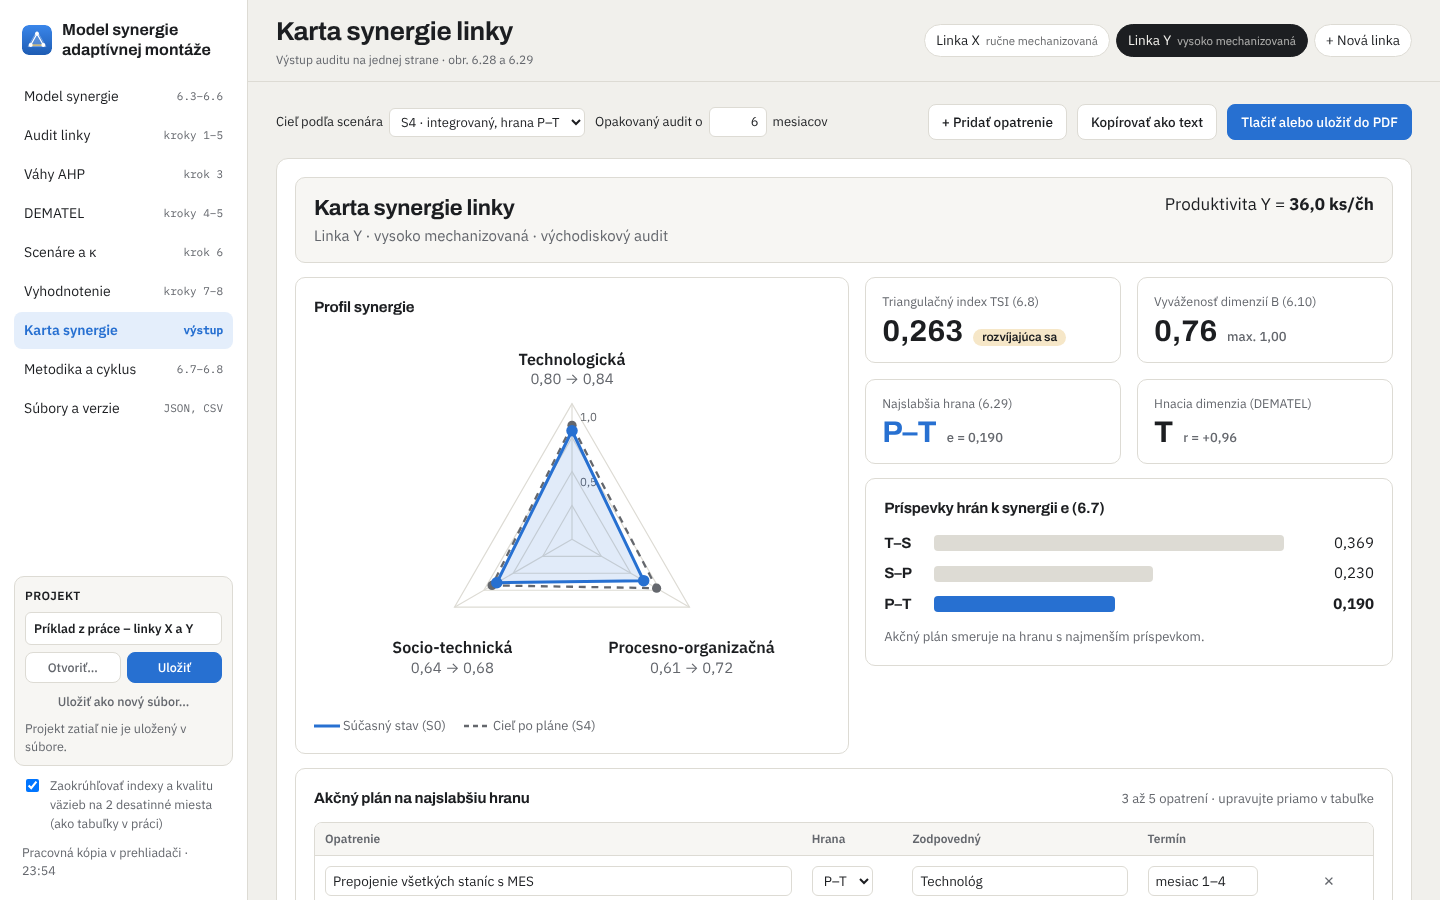 Model synergie
adaptívnej montáže
Model synergie 6.3–6.6
Audit linky kroky 1–5
Váhy AHP krok 3
DEMATEL kroky 4–5
Scenáre a κ krok 6
Vyhodnotenie kroky 7–8
Karta synergie výstup
Metodika a cyklus 6.7–6.8
Súbory a verzie JSON, CSV
PROJEKT
Príklad z práce – linky X a Y
Otvoriť… Uložiť
Uložiť ako nový súbor…
Projekt zatiaľ nie je uložený v
súbore.
Zaokrúhľovať indexy a kvalitu
väzieb na 2 desatinné miesta
(ako tabuľky v práci)
Pracovná kópia v prehliadači ·
23:54
Karta synergie linky
Výstup auditu na jednej strane · obr. 6.28 a 6.29
Linka X ručne mechanizovaná
Linka Y vysoko mechanizovaná
+ Nová linka
Cieľ podľa scenára S4 · integrovaný, hrana P–T Opakovaný audit o 6 mesiacov
+ Pridať opatrenie
Kopírovať ako text
Tlačiť alebo uložiť do PDF
Karta synergie linky
Linka Y · vysoko mechanizovaná · východiskový audit
Produktivita Y = 36,0 ks/čh
Profil synergie
Technologická
0,80 → 0,84
1,0
0,5
Socio-technická
0,64 → 0,68
Procesno-organizačná
0,61 → 0,72
Súčasný stav (S0) Cieľ po pláne (S4)
Triangulačný index TSI (6.8)
0,263 rozvíjajúca sa
Vyváženosť dimenzií B (6.10)
0,76 max. 1,00
Najslabšia hrana (6.29)
P–T e = 0,190
Hnacia dimenzia (DEMATEL)
T r = +0,96
Príspevky hrán k synergii e (6.7)
T–S 0,369
S–P 0,230
P–T 0,190
Akčný plán smeruje na hranu s najmenším príspevkom.
Akčný plán na najslabšiu hranu
3 až 5 opatrení · upravujte priamo v tabuľke
Opatrenie Hrana Zodpovedný Termín
Prepojenie všetkých staníc s MES P–T Technológ mesiac 1–4 ×